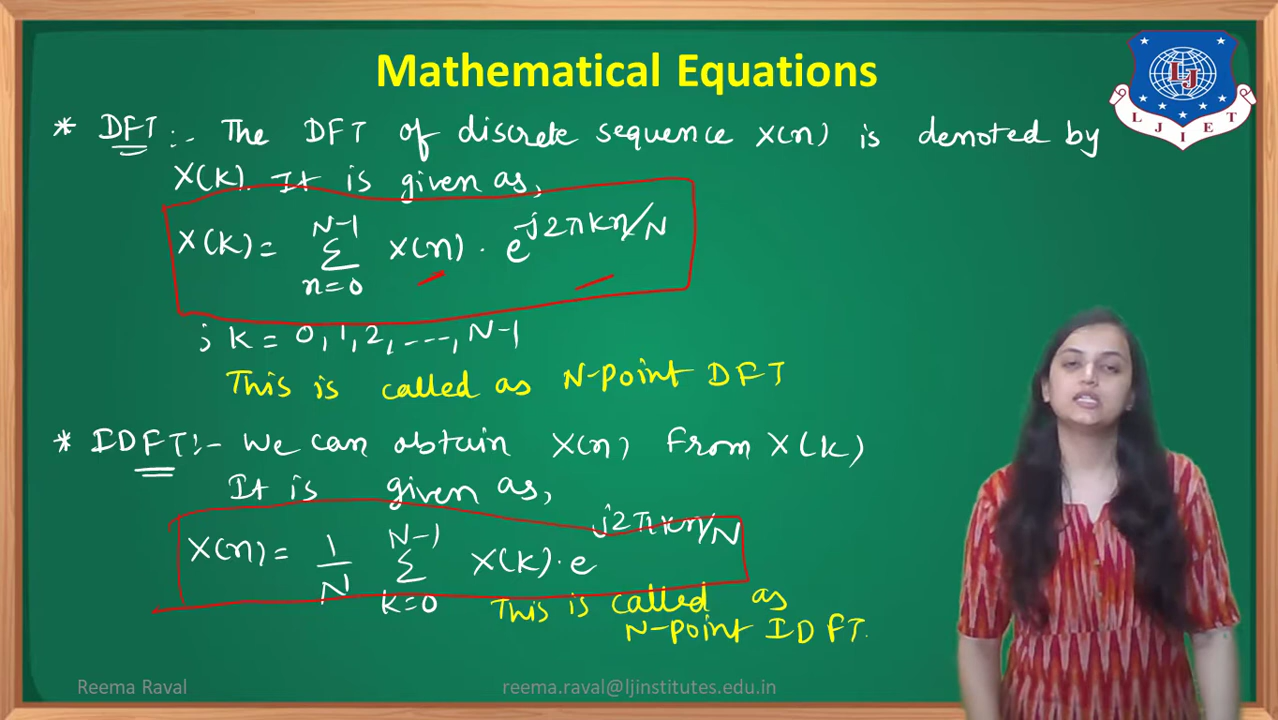 Mathematical Equations
* DFT :- The DFT of discrete sequence x(n) is denoted by
X(k). It is given as,
X(k) = N-1 Σ n=0 x(n) · e^-j2πkn/N
; k = 0, 1, 2, ---, N-1
This is called as N-point DFT
* IDFT :- We can obtain x(n) from X(k)
It is given as,
x(n) = 1/N N-1 Σ k=0 X(k) · e^j2πkn/N
This is called as
N-point IDFT.
LJ
LJIET
Reema Raval
reema.raval@ljinstitutes.edu.in